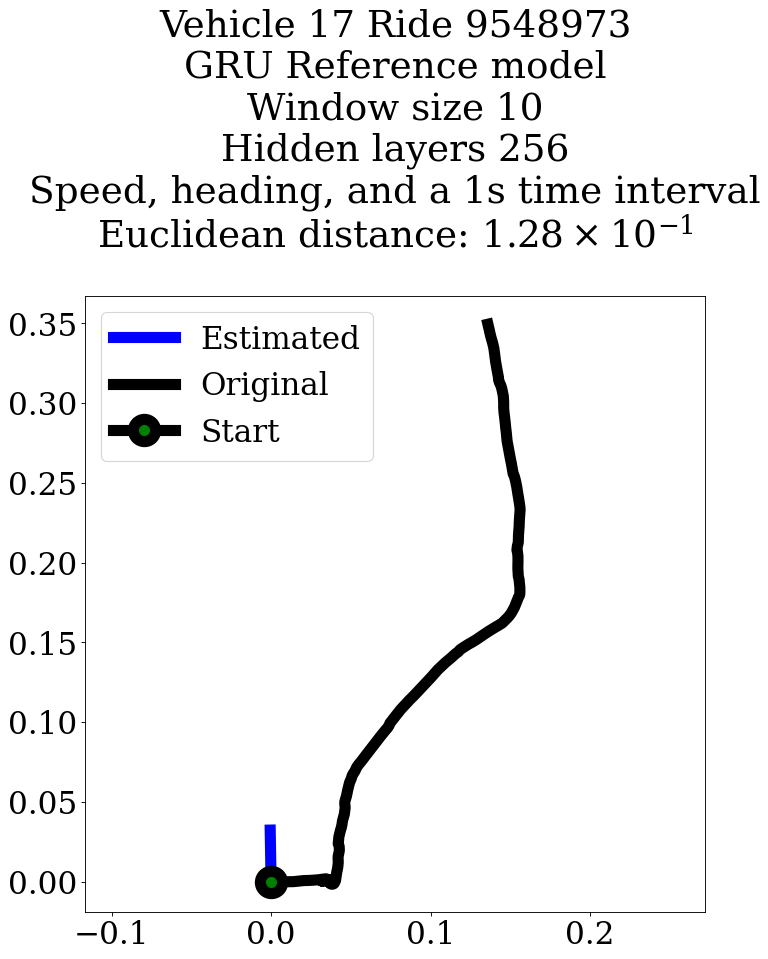 Vehicle 17 Ride 9548973
GRU Reference model
Window size 10
Hidden layers 256
Speed, heading, and a 1s time interval
Euclidean distance: 1.28 × 10⁻¹
Estimated
Original
Start
0.35
0.30
0.25
0.20
0.15
0.10
0.05
0.00
−0.1
0.0
0.1
0.2